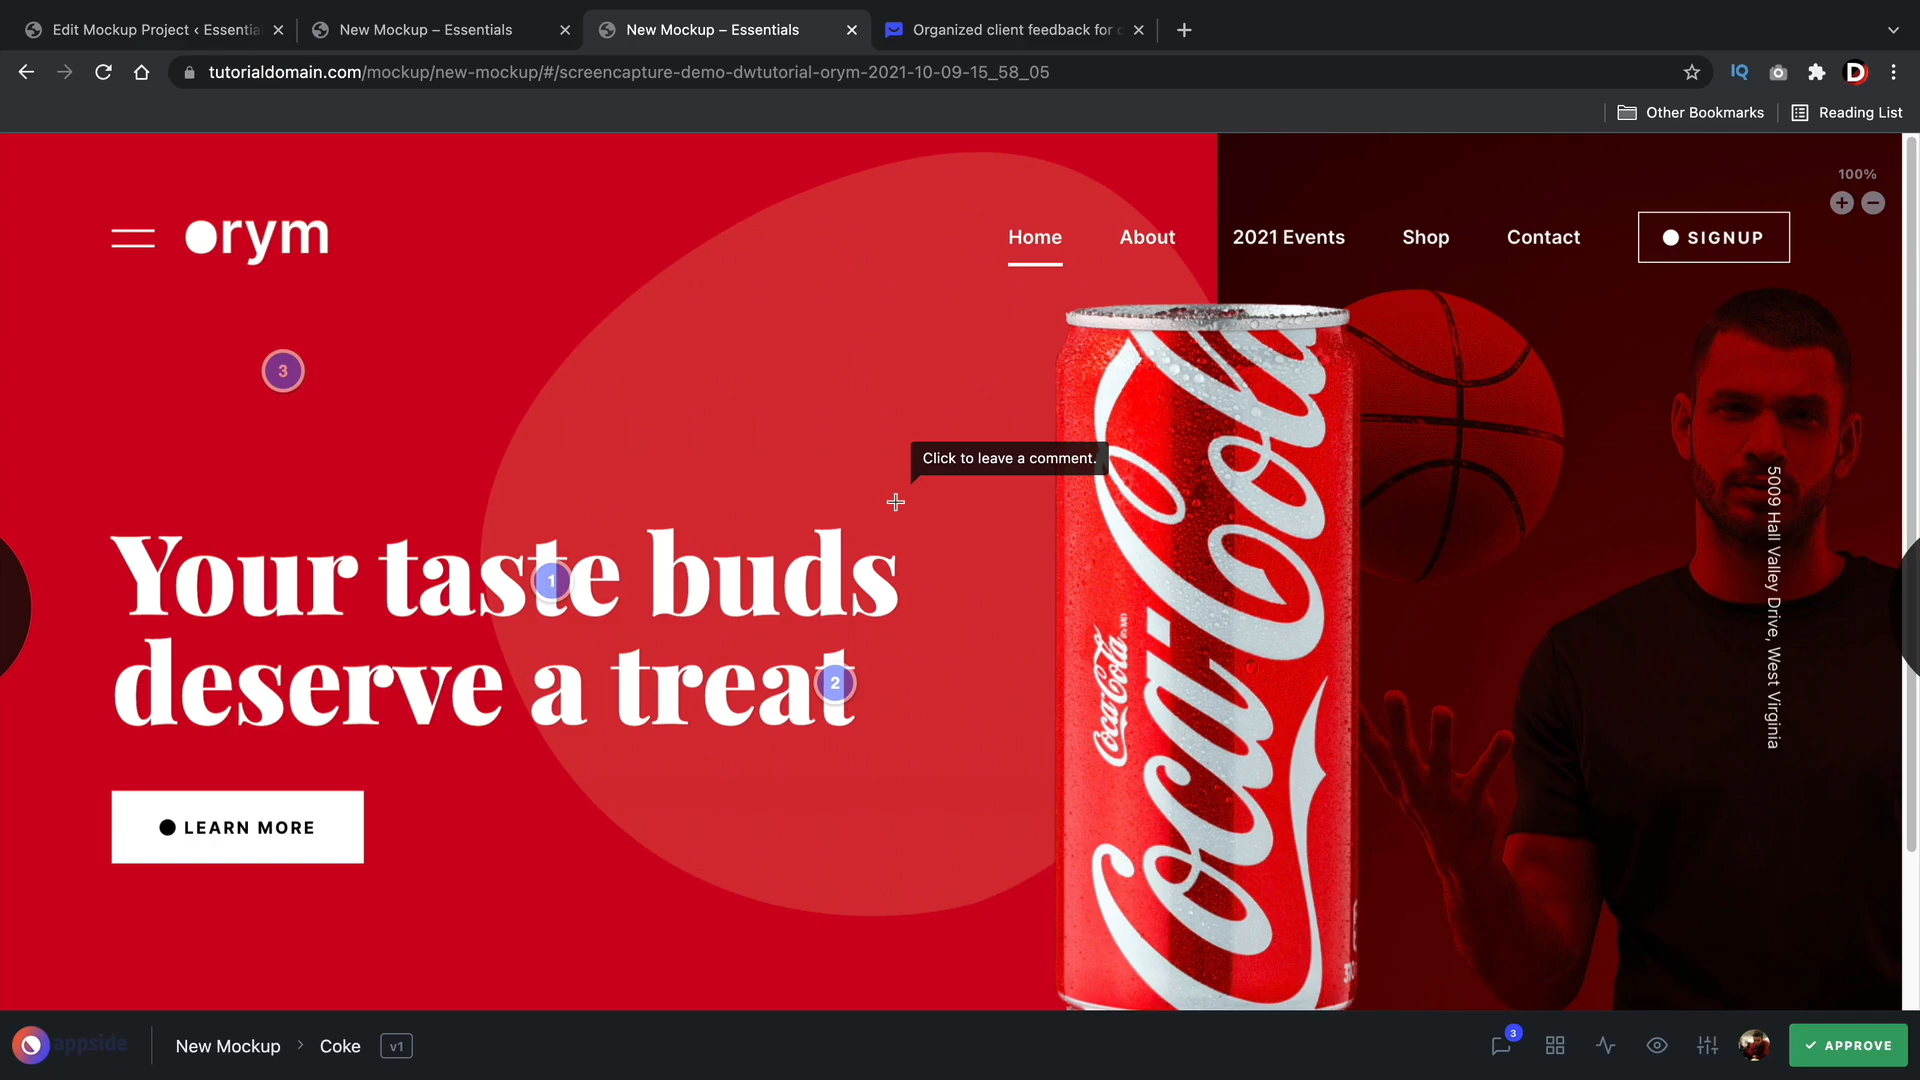 Edit Mockup Project ‹ Essentia
New Mockup – Essentials
New Mockup – Essentials
Organized client feedback for c
tutorialdomain.com/mockup/new-mockup/#/screencapture-demo-dwtutorial-orym-2021-10-09-15_58_05
IQ
D
Other Bookmarks
Reading List
100%
orym
Home
About
2021 Events
Shop
Contact
SIGNUP
3
Click to leave a comment.
Your taste buds
deserve a treat
1
2
LEARN MORE
Coca-Cola
Coca-Cola
5009 Hall Valley Drive, West Virginia
appside
New Mockup
Coke
v1
3
APPROVE